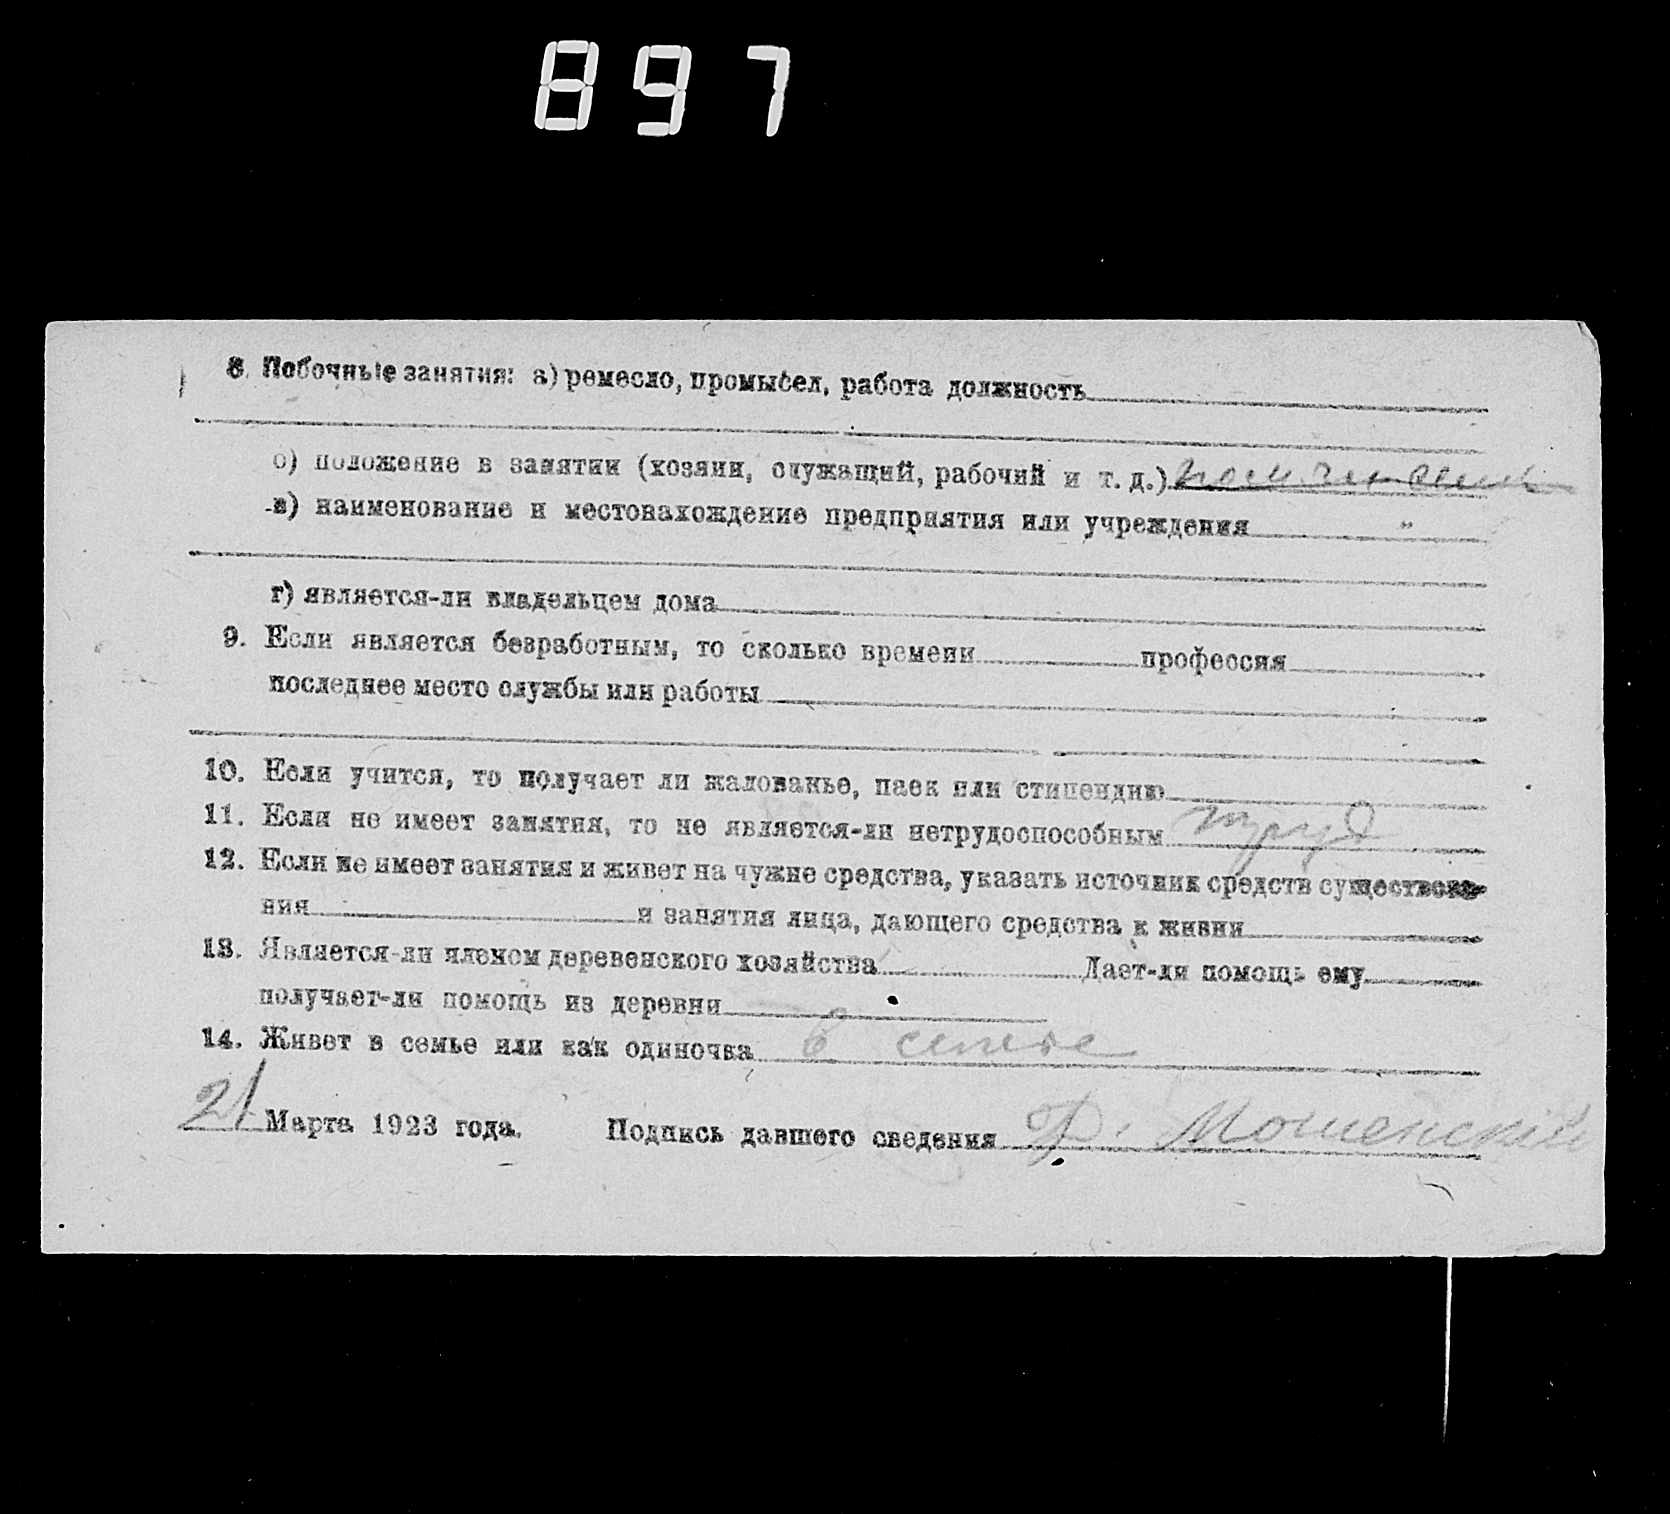 897
8. Побочные занятия: а) ремесло, промысел, работа должность
б) положение в занятии (хозяин, служащий, рабочий и т. д.)
в) наименование и местонахождение предприятия или учреждения "
г) является-ли владельцем дома
9. Если является безработным, то сколько времени профессия
последнее место службы или работы
10. Если учится, то получает ли жалованье, паек или стипендию
11. Если не имеет занятия, то не является-ли нетрудоспособным труд
12. Если не имеет занятия и живет на чужие средства, указать источник средств существова-
ния и занятия лица, дающего средства к жизни
13. Является-ли членом деревенского хозяйства Дает-ли помощь ему
получает-ли помощь из деревни
14. Живет в семье или как одиночка в семье
21 Марта 1923 года. Подпись давшего сведения Ф. Мошенскій